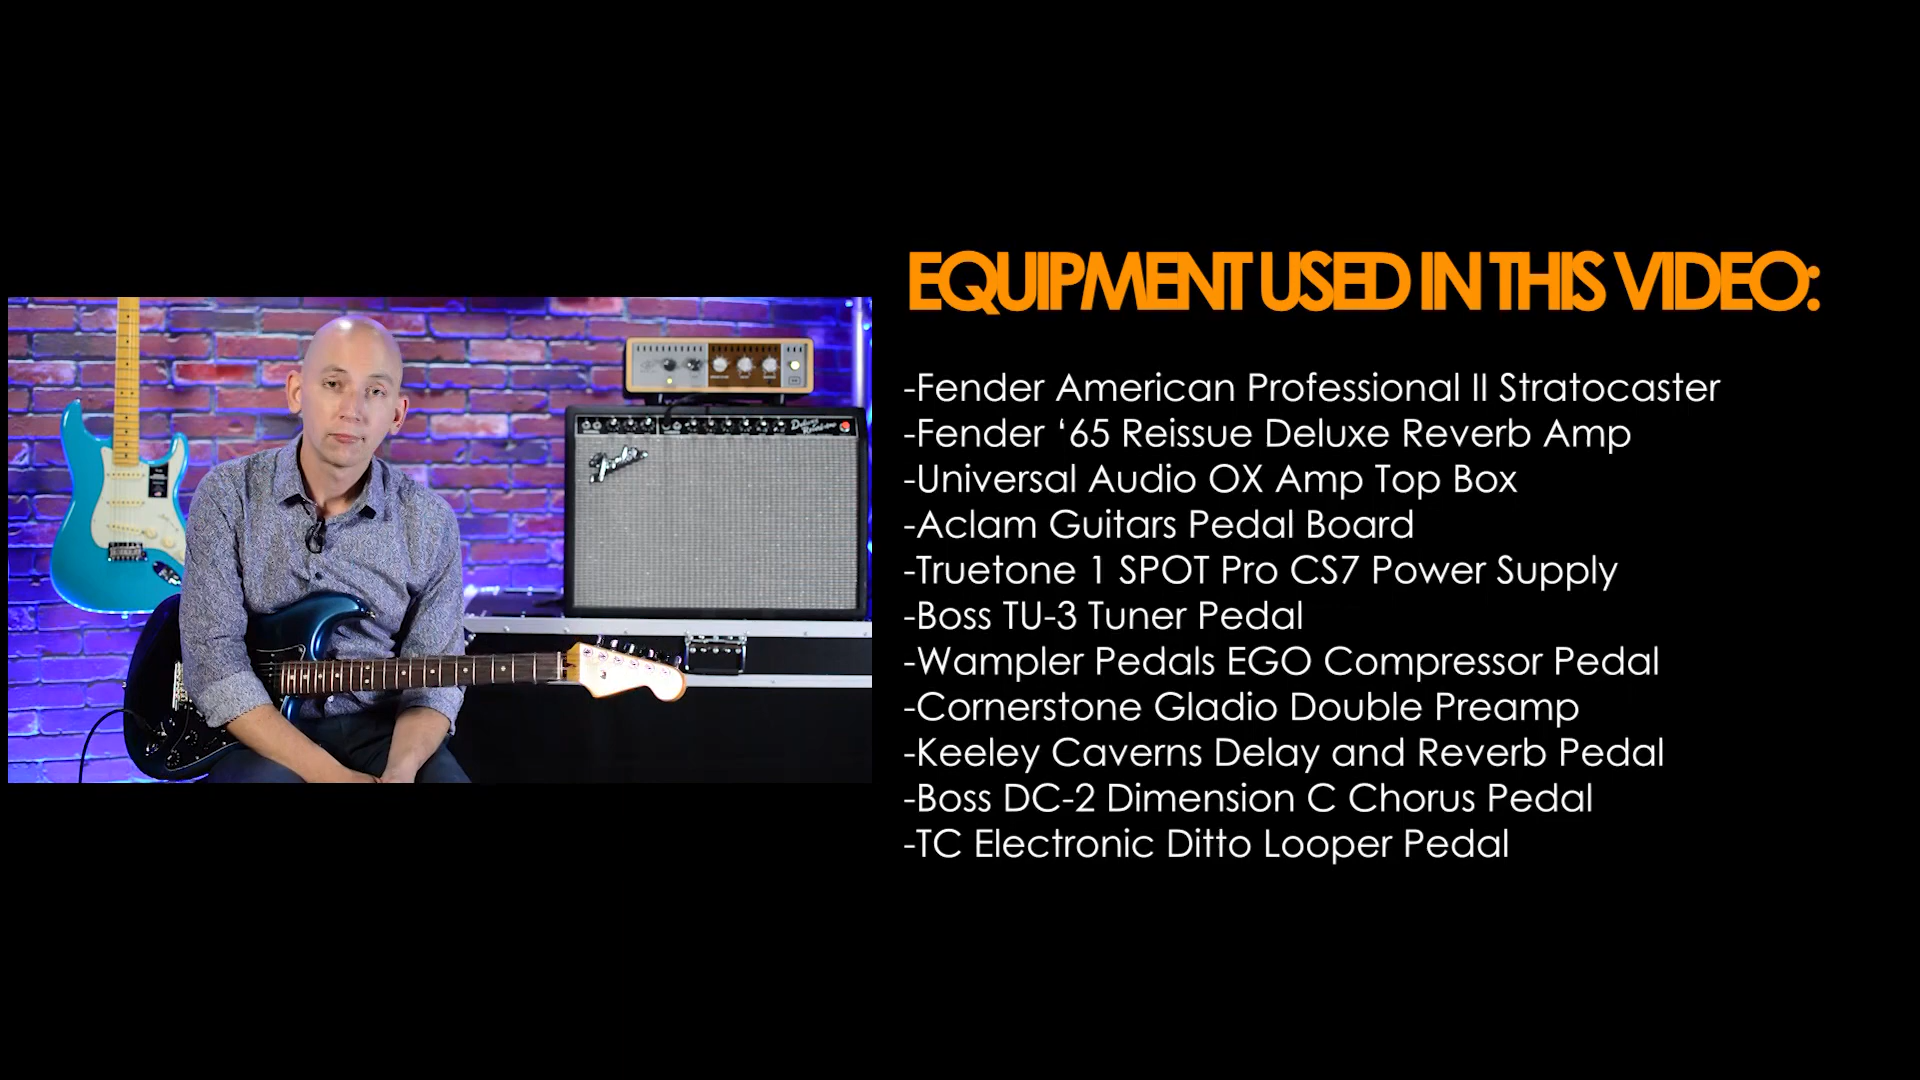 EQUIPMENT USED IN THIS VIDEO:
-Fender American Professional II Stratocaster
-Fender ‘65 Reissue Deluxe Reverb Amp
-Universal Audio OX Amp Top Box
-Aclam Guitars Pedal Board
-Truetone 1 SPOT Pro CS7 Power Supply
-Boss TU-3 Tuner Pedal
-Wampler Pedals EGO Compressor Pedal
-Cornerstone Gladio Double Preamp
-Keeley Caverns Delay and Reverb Pedal
-Boss DC-2 Dimension C Chorus Pedal
-TC Electronic Ditto Looper Pedal
Fender
Deluxe
Reverb